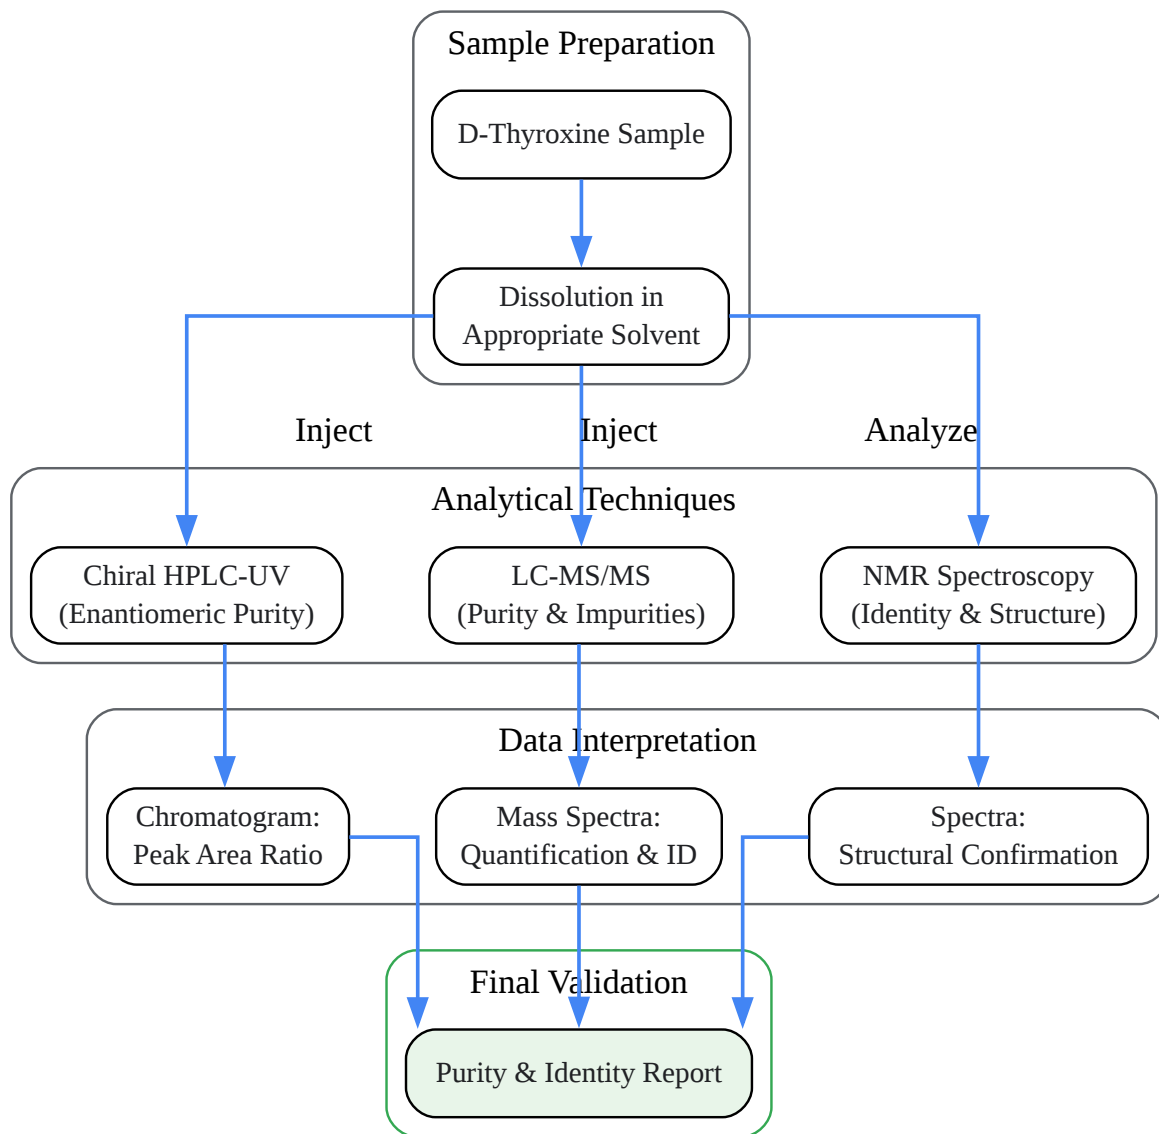 Sample Preparation
D-Thyroxine Sample
Dissolution in
Appropriate Solvent
Inject
Inject
Analyze
Analytical Techniques
Chiral HPLC-UV
(Enantiomeric Purity)
LC-MS/MS
(Purity & Impurities)
NMR Spectroscopy
(Identity & Structure)
Data Interpretation
Chromatogram:
Peak Area Ratio
Mass Spectra:
Quantification & ID
Spectra:
Structural Confirmation
Final Validation
Purity & Identity Report